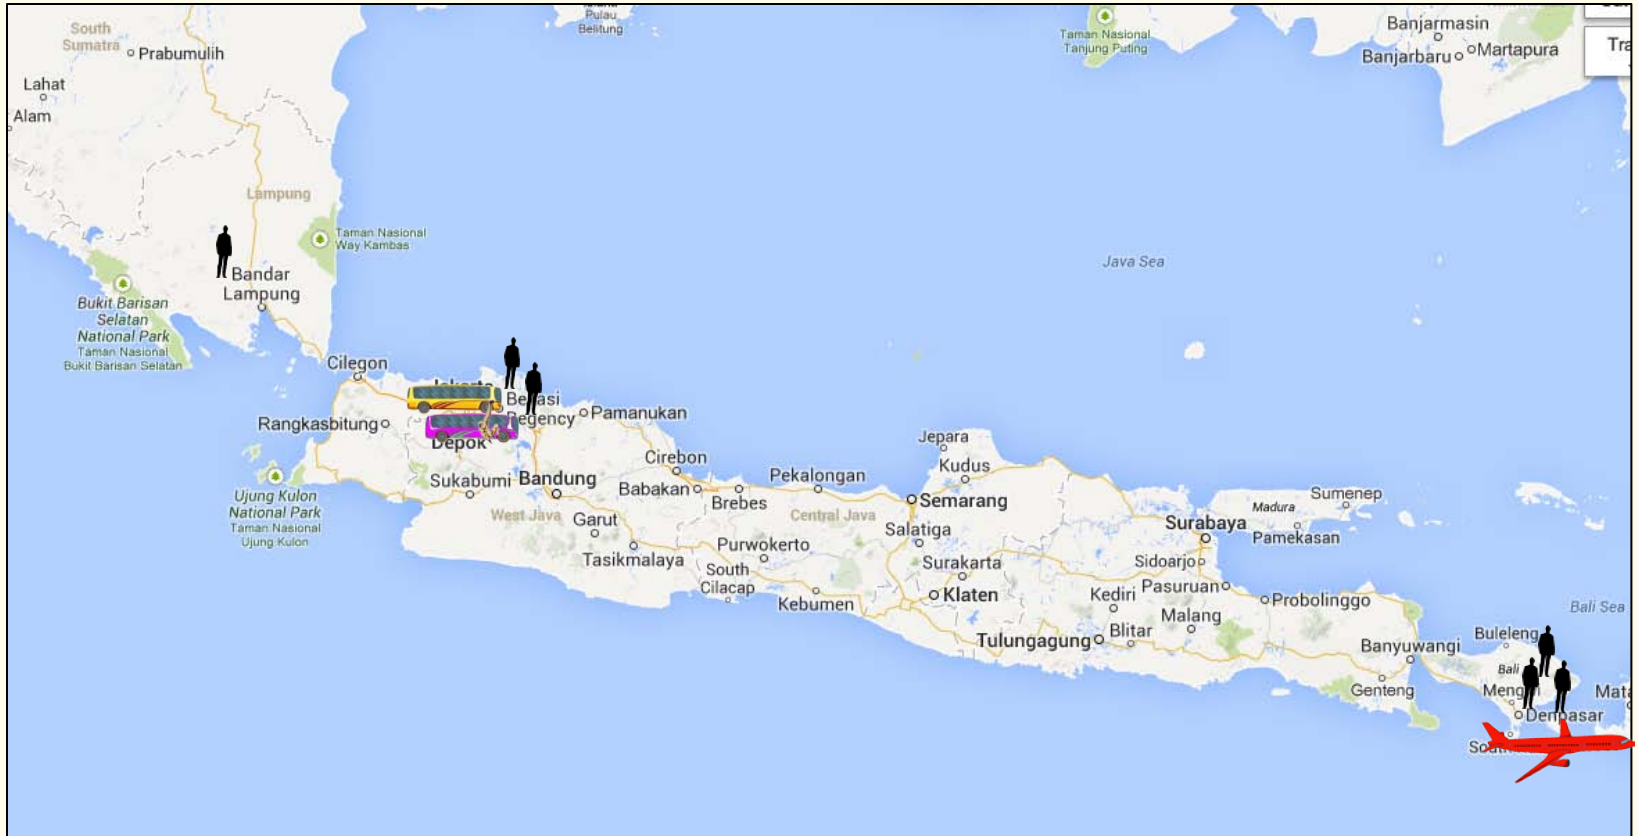 South
Sumatra
Prabumulih
Lahat
Alam
Pulau
Belitung
Taman Nasional
Tanjung Puting
Banjarmasin
Banjarbaru
Martapura
Lampung
Taman Nasional
Way Kambas
Bandar
Lampung
Bukit Barisan
Selatan
National Park
Taman Nasional
Bukit Barisan Selatan
Java Sea
Cilegon
Jakarta
Rangkasbitung
Regency
Pamanukan
Depok
Sukabumi
Bandung
Cirebon
Babakan
Brebes
Pekalongan
Jepara
Kudus
Semarang
Ujung Kulon
National Park
Taman Nasional
Ujung Kulon
West Java
Garut
Tasikmalaya
Central Java
Salatiga
Purwokerto
South
Cilacap
Kebumen
Surakarta
Klaten
Surabaya
Madura
Sumenep
Pamekasan
Sidoarjo
Pasuruan
Kediri
Malang
Probolinggo
Tulungagung
Blitar
Banyuwangi
Genteng
Bali Sea
Buleleng
Bali
Denpasar